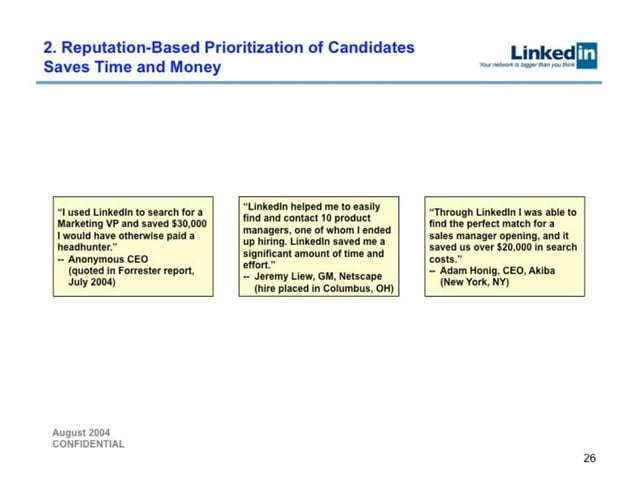 2. Reputation-Based Prioritization of Candidates
Saves Time and Money
Linkedin
Your network is bigger than you think
“I used LinkedIn to search for a
Marketing VP and saved $30,000
I would have otherwise paid a
headhunter.”
-- Anonymous CEO
(quoted in Forrester report,
July 2004)
“LinkedIn helped me to easily
find and contact 10 product
managers, one of whom I ended
up hiring. LinkedIn saved me a
significant amount of time and
effort.”
-- Jeremy Liew, GM, Netscape
(hire placed in Columbus, OH)
“Through LinkedIn I was able to
find the perfect match for a
sales manager opening, and it
saved us over $20,000 in search
costs.”
-- Adam Honig, CEO, Akiba
(New York, NY)
August 2004
CONFIDENTIAL
26